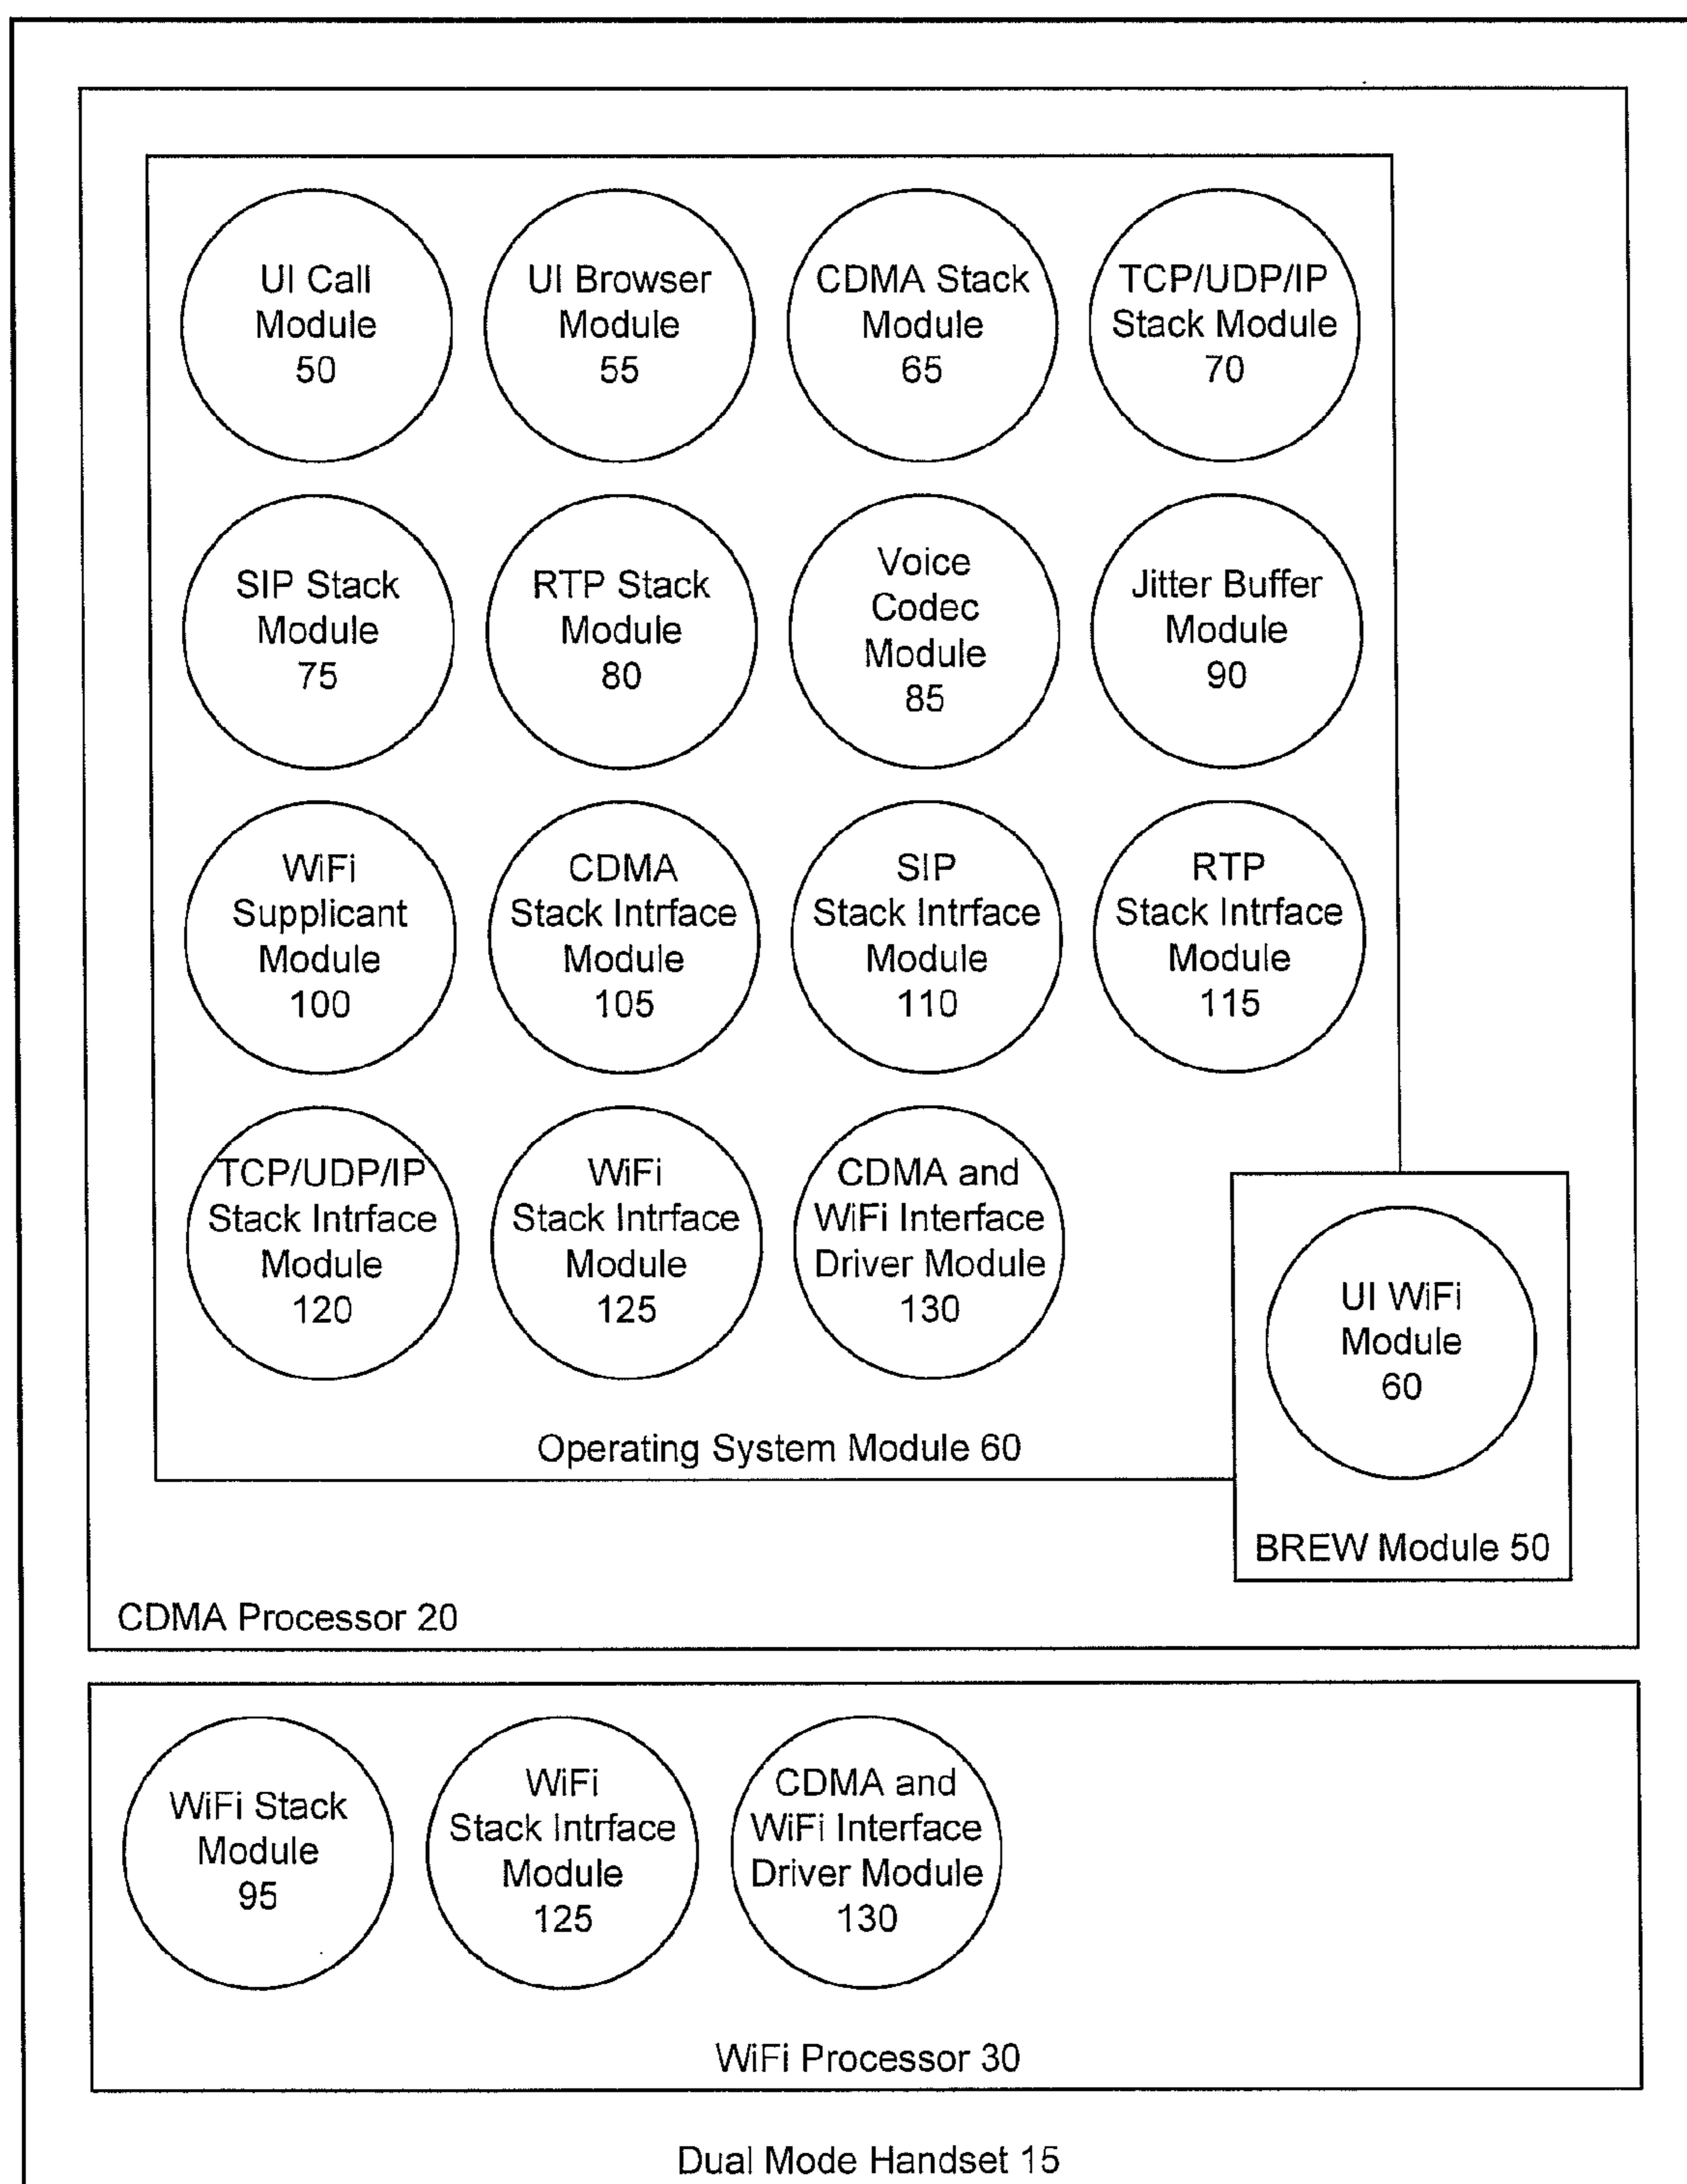 UI Call
Module
50
UI Browser
Module
55
CDMA Stack
Module
65
TCP/UDP/IP
Stack Module
70
SIP Stack
Module
75
RTP Stack
Module
80
Voice
Codec
Module
85
Jitter Buffer
Module
90
WiFi
Supplicant
Module
100
CDMA
Stack Intrface
Module
105
SIP
Stack Intrface
Module
110
RTP
Stack Intrface
Module
115
TCP/UDP/IP
Stack Intrface
Module
120
WiFi
Stack Intrface
Module
125
CDMA and
WiFi Interface
Driver Module
130
UI WiFi
Module
60
Operating System Module 60
BREW Module 50
CDMA Processor 20
WiFi Stack
Module
95
WiFi
Stack Intrface
Module
125
CDMA and
WiFi Interface
Driver Module
130
WiFi Processor 30
Dual Mode Handset 15